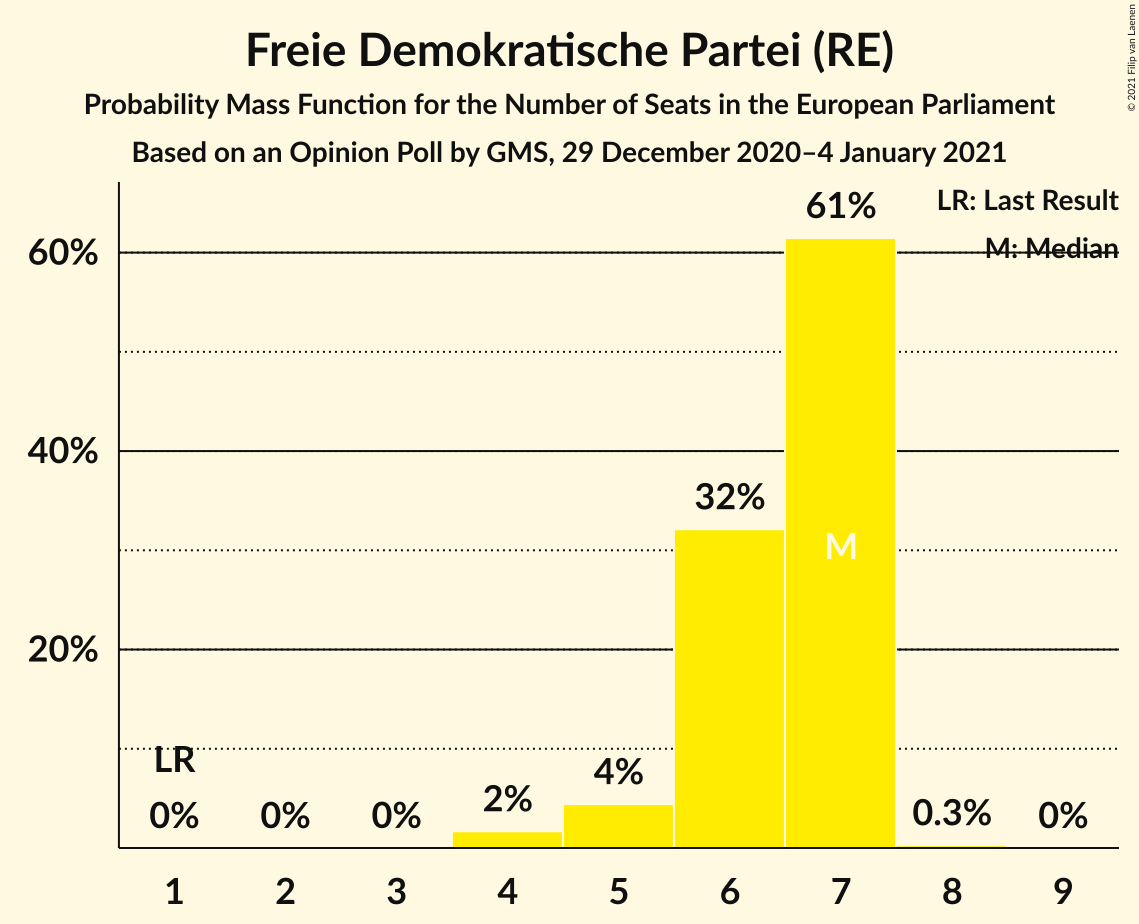 Freie Demokratische Partei (RE)
Probability Mass Function for the Number of Seats in the European Parliament
Based on an Opinion Poll by GMS, 29 December 2020–4 January 2021
© 2021 Filip van Laenen
LR: Last Result
M: Median
61%
60%
40%
32%
M
20%
LR
4%
2%
0% 0% 0% 0.3% 0%
1 2 3 4 5 6 7 8 9